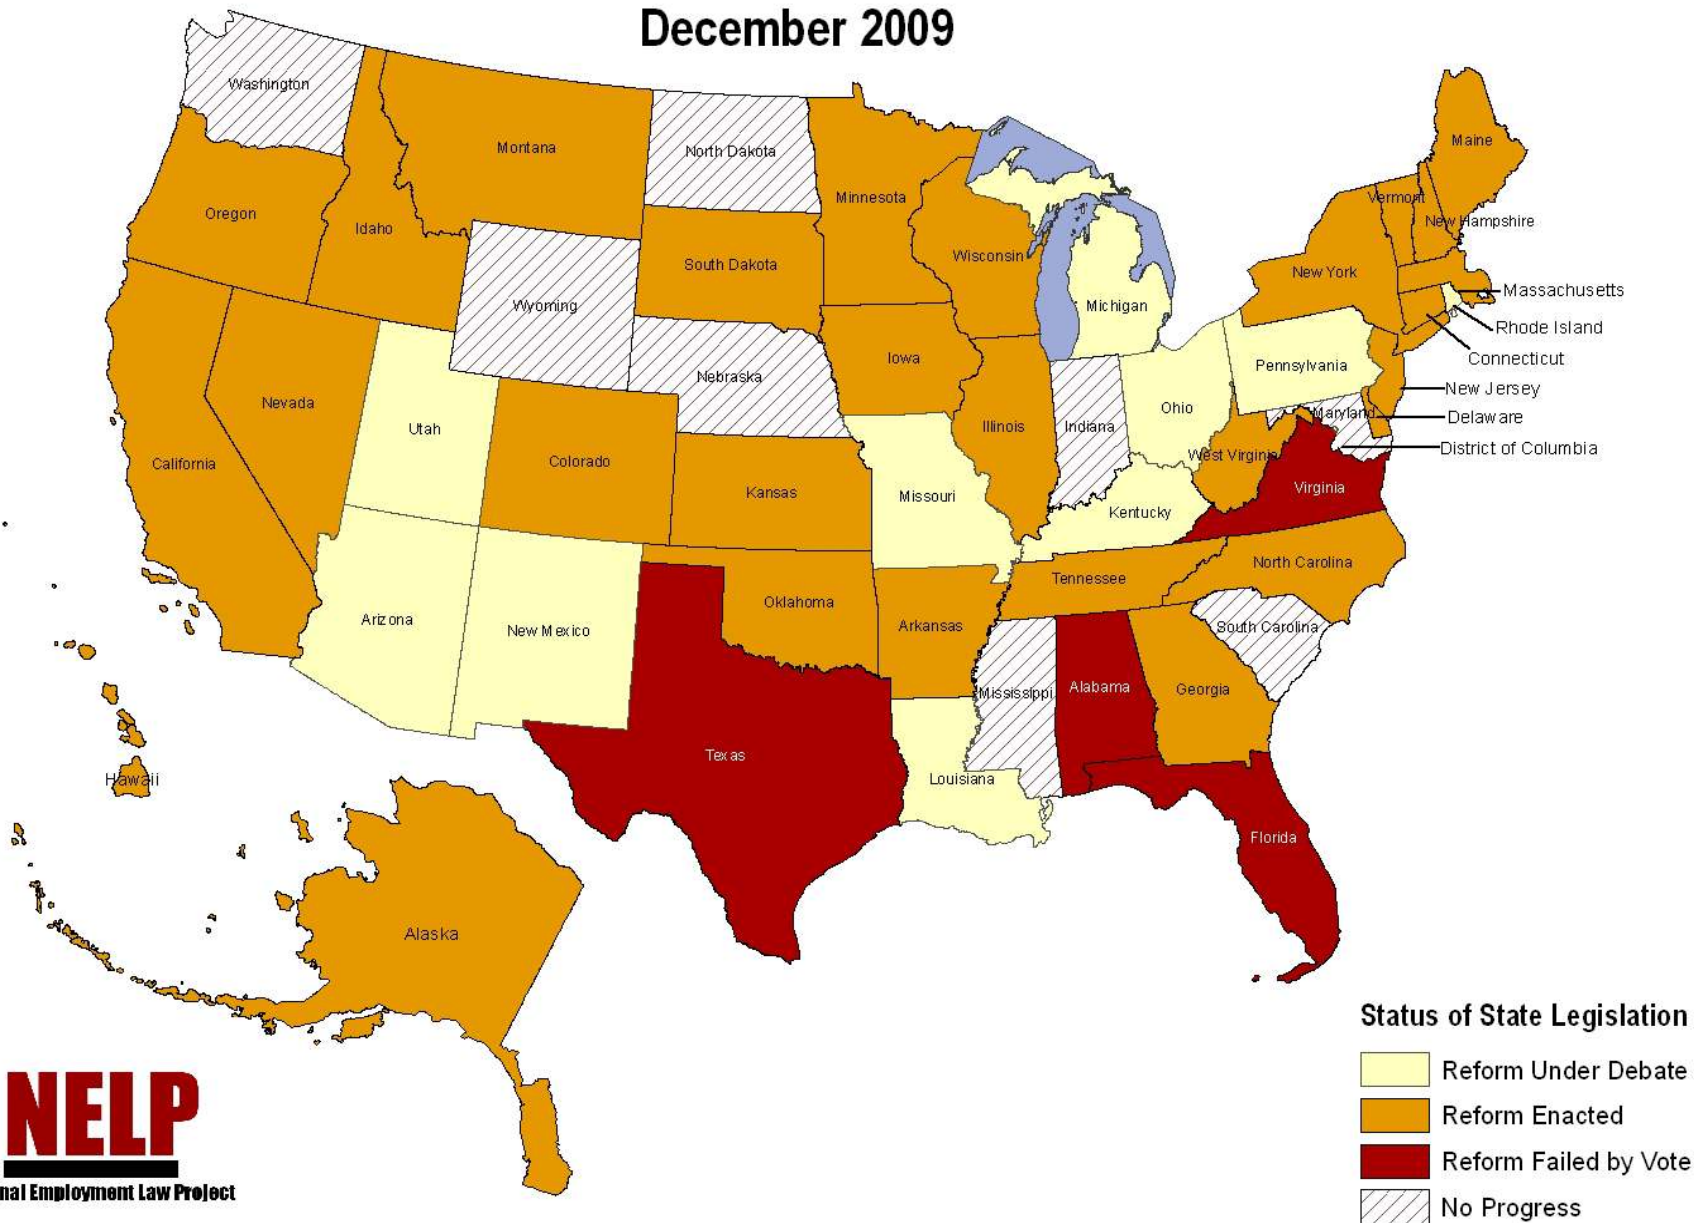 December 2009
Washington
Montana
North Dakota
Minnesota
Maine
Oregon
Idaho
South Dakota
Wisconsin
Michigan
Vermont
New Hampshire
New York
Massachusetts
Rhode Island
Connecticut
Wyoming
Nebraska
Iowa
Pennsylvania
New Jersey
Nevada
Utah
Colorado
Illinois
Indiana
Ohio
Maryland
Delaware
District of Columbia
California
Kansas
Missouri
West Virginia
Virginia
Kentucky
Arizona
New Mexico
Oklahoma
Arkansas
Tennessee
North Carolina
South Carolina
Mississippi
Alabama
Georgia
Texas
Louisiana
Florida
Hawaii
Alaska
Status of State Legislation
Reform Under Debate
Reform Enacted
Reform Failed by Vote
No Progress
NELP
nal Employment Law Project